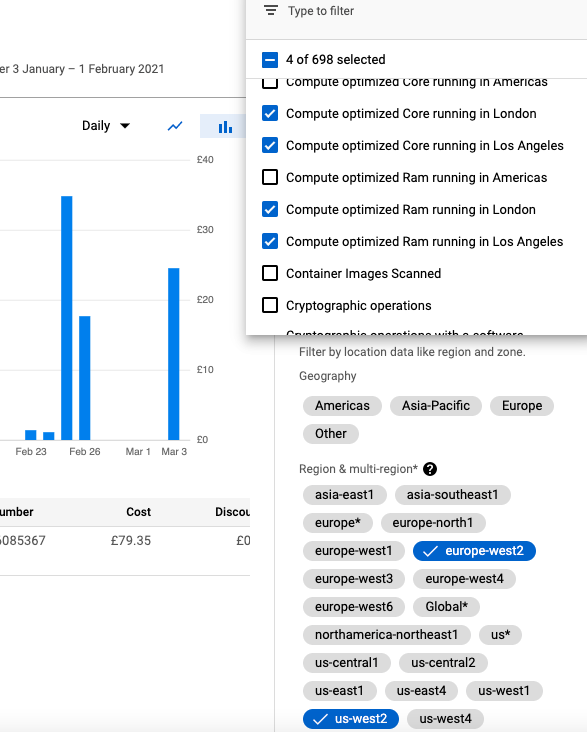 Type to filter
4 of 698 selected
er 3 January – 1 February 2021
Compute optimized Core running in Americas
Compute optimized Core running in London
Compute optimized Core running in Los Angeles
Compute optimized Ram running in Americas
Compute optimized Ram running in London
Compute optimized Ram running in Los Angeles
Container Images Scanned
Cryptographic operations
Cryptographic operations with a software
Daily
£40
£30
£20
£10
£0
Feb 23 Feb 26 Mar 1 Mar 3
umber Cost Discou
6085367 £79.35 £0
Filter by location data like region and zone.
Geography
Americas Asia-Pacific Europe
Other
Region & multi-region* ?
asia-east1 asia-southeast1
europe* europe-north1
europe-west1 europe-west2
europe-west3 europe-west4
europe-west6 Global*
northamerica-northeast1 us*
us-central1 us-central2
us-east1 us-east4 us-west1
us-west2 us-west4